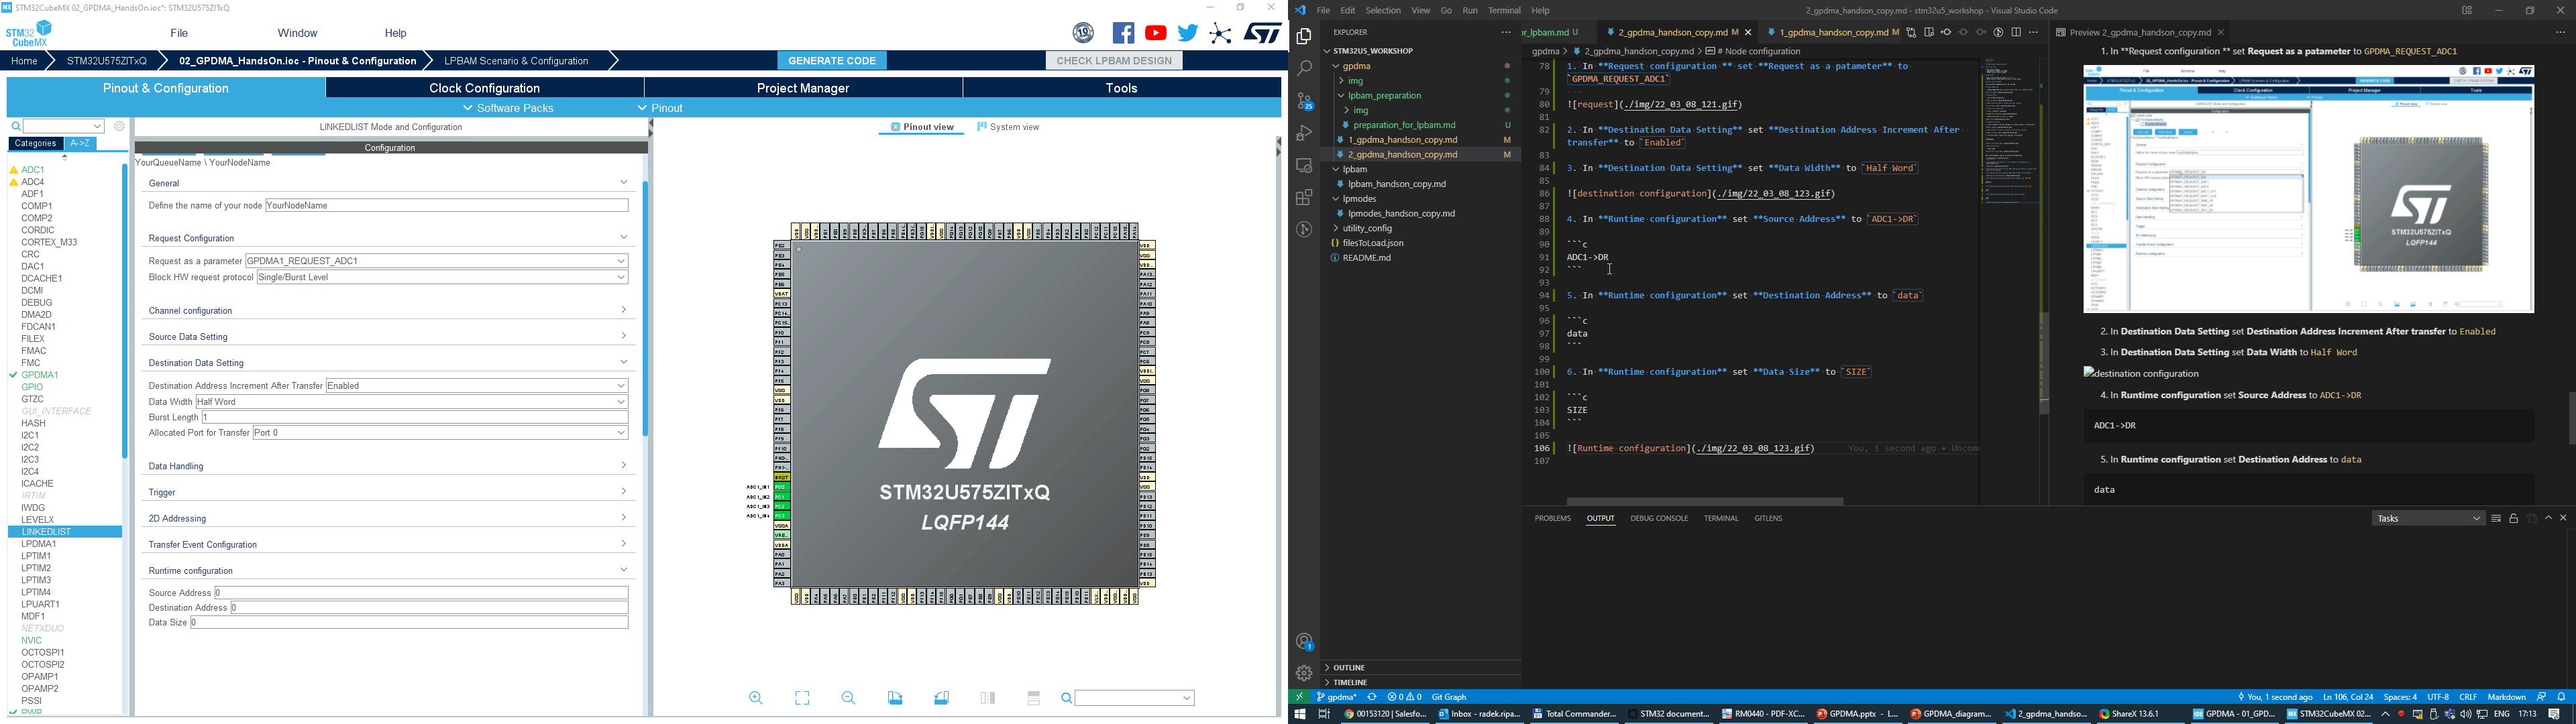 STM32CubeMX 02_GPDMA_HandsOn.ioc*: STM32U575ZITxQ
STM32 CubeMX
File
Window
Help
Home
STM32U575ZITxQ
02_GPDMA_HandsOn.ioc - Pinout & Configuration
LPBAM Scenario & Configuration
GENERATE CODE
CHECK LPBAM DESIGN
Pinout & Configuration
Clock Configuration
Project Manager
Tools
Software Packs
Pinout
Categories
A->Z
ADC1
ADC4
ADF1
COMP1
COMP2
CORDIC
CORTEX_M33
CRC
DAC1
DCACHE1
DCMI
DEBUG
DMA2D
FDCAN1
FILEX
FMAC
FMC
GPDMA1
GPIO
GTZC
GUI_INTERFACE
HASH
I2C1
I2C2
I2C3
I2C4
ICACHE
IRTIM
IWDG
LEVELX
LINKEDLIST
LPDMA1
LPTIM1
LPTIM2
LPTIM3
LPTIM4
LPUART1
MDF1
NETXDUO
NVIC
OCTOSPI1
OCTOSPI2
OPAMP1
OPAMP2
PSSI
PWR
LINKEDLIST Mode and Configuration
Configuration
YourQueueName \ YourNodeName
General
Define the name of your node YourNodeName
Request Configuration
Request as a parameter GPDMA1_REQUEST_ADC1
Block HW request protocol Single/Burst Level
Channel configuration
Source Data Setting
Destination Data Setting
Destination Address Increment After Transfer Enabled
Data Width Half Word
Burst Length 1
Allocated Port for Transfer Port 0
Data Handling
Trigger
2D Addressing
Transfer Event Configuration
Runtime configuration
Source Address 0
Destination Address 0
Data Size 0
Pinout view
System view
ADC1_IN1 PC0
ADC1_IN2 PC1
ADC1_IN3 PC2
ADC1_IN4 PC3
STM32U575ZITxQ
LQFP144
File Edit Selection View Go Run Terminal Help
2_gpdma_handson_copy.md - stm32u5_workshop - Visual Studio Code
EXPLORER
STM32U5_WORKSHOP
gpdma
img
lpbam_preparation
img
preparation_for_lpbam.md U
1_gpdma_handson_copy.md M
2_gpdma_handson_copy.md M
lpbam
lpbam_handson_copy.md
lpmodes
lpmodes_handson_copy.md
utility_config
filesToLoad.json
README.md
OUTLINE
TIMELINE
or_lpbam.md U
2_gpdma_handson_copy.md M
1_gpdma_handson_copy.md M
gpdma > 2_gpdma_handson_copy.md > # Node configuration
78 1. In **Request configuration ** set **Request as a patameter** to
`GPDMA_REQUEST_ADC1`
79
80 ![request](./img/22_03_08_121.gif)
81
82 2. In **Destination Data Setting** set **Destination Address Increment After
transfer** to `Enabled`
83
84 3. In **Destination Data Setting** set **Data Width** to `Half Word`
85
86 ![destination configuration](./img/22_03_08_123.gif)
87
88 4. In **Runtime configuration** set **Source Address** to `ADC1->DR`
89
90 ```c
91 ADC1->DR
92 ```
93
94 5. In **Runtime configuration** set **Destination Address** to `data`
95
96 ```c
97 data
98 ```
99
100 6. In **Runtime configuration** set **Data Size** to `SIZE`
101
102 ```c
103 SIZE
104 ```
105
106 ![Runtime configuration](./img/22_03_08_123.gif) You, 1 second ago • Uncom
107
Preview 2_gpdma_handson_copy.md
1. In **Request configuration ** set Request as a patameter to GPDMA_REQUEST_ADC1
STM32U575ZITxQ
LQFP144
2. In Destination Data Setting set Destination Address Increment After transfer to Enabled
3. In Destination Data Setting set Data Width to Half Word
destination configuration
4. In Runtime configuration set Source Address to ADC1->DR
ADC1->DR
5. In Runtime configuration set Destination Address to data
data
PROBLEMS OUTPUT DEBUG CONSOLE TERMINAL GITLENS
Tasks
gpdma* 0 0 Git Graph
You, 1 second ago Ln 106, Col 24 Spaces: 4 UTF-8 CRLF Markdown
00153120 | Salesfo... Inbox - radek.ripa... Total Commander... STM32 document... RM0440 - PDF-XC... GPDMA.pptx - L... GPDMA_diagram... 2_gpdma_handso... ShareX 13.6.1 GPDMA - 01_GPD... STM32CubeMX 02...
ENG 17:13